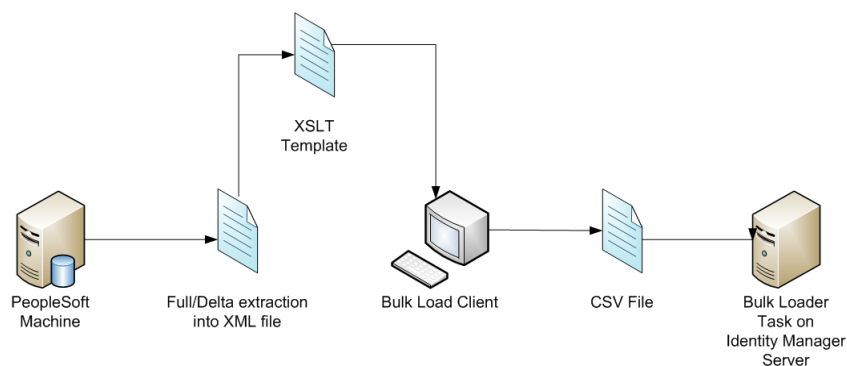 XSLT
Template
PeopleSoft
Machine
Full/Delta extraction
into XML file
Bulk Load Client
CSV File
Bulk Loader
Task on
Identity Manager
Server